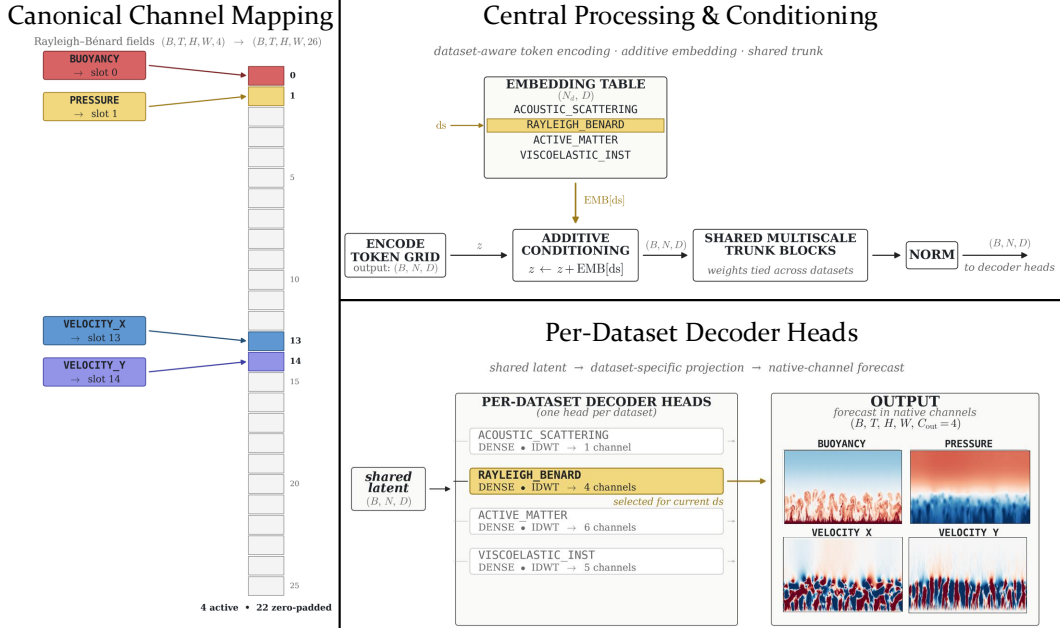 Canonical Channel Mapping
Rayleigh–Bénard fields (B, T, H, W, 4) → (B, T, H, W, 26)
BUOYANCY
→ slot 0
0
PRESSURE
→ slot 1
1
5
10
VELOCITY_X
→ slot 13
13
VELOCITY_Y
→ slot 14
14
15
20
25
4 active • 22 zero-padded
Central Processing & Conditioning
dataset-aware token encoding · additive embedding · shared trunk
EMBEDDING TABLE
(N_d, D)
ACOUSTIC_SCATTERING
ds
RAYLEIGH_BENARD
ACTIVE_MATTER
VISCOELASTIC_INST
EMB[ds]
ENCODE
TOKEN GRID
output: (B, N, D)
z
ADDITIVE
CONDITIONING
z ← z + EMB[ds]
(B, N, D)
SHARED MULTISCALE
TRUNK BLOCKS
weights tied across datasets
NORM
(B, N, D)
to decoder heads
Per-Dataset Decoder Heads
shared latent → dataset-specific projection → native-channel forecast
shared
latent
(B, N, D)
PER-DATASET DECODER HEADS
(one head per dataset)
ACOUSTIC_SCATTERING
DENSE • IDWT → 1 channel
RAYLEIGH_BENARD
DENSE • IDWT → 4 channels
selected for current ds
ACTIVE_MATTER
DENSE • IDWT → 6 channels
VISCOELASTIC_INST
DENSE • IDWT → 5 channels
OUTPUT
forecast in native channels
(B, T, H, W, C_out = 4)
BUOYANCY
PRESSURE
VELOCITY X
VELOCITY Y